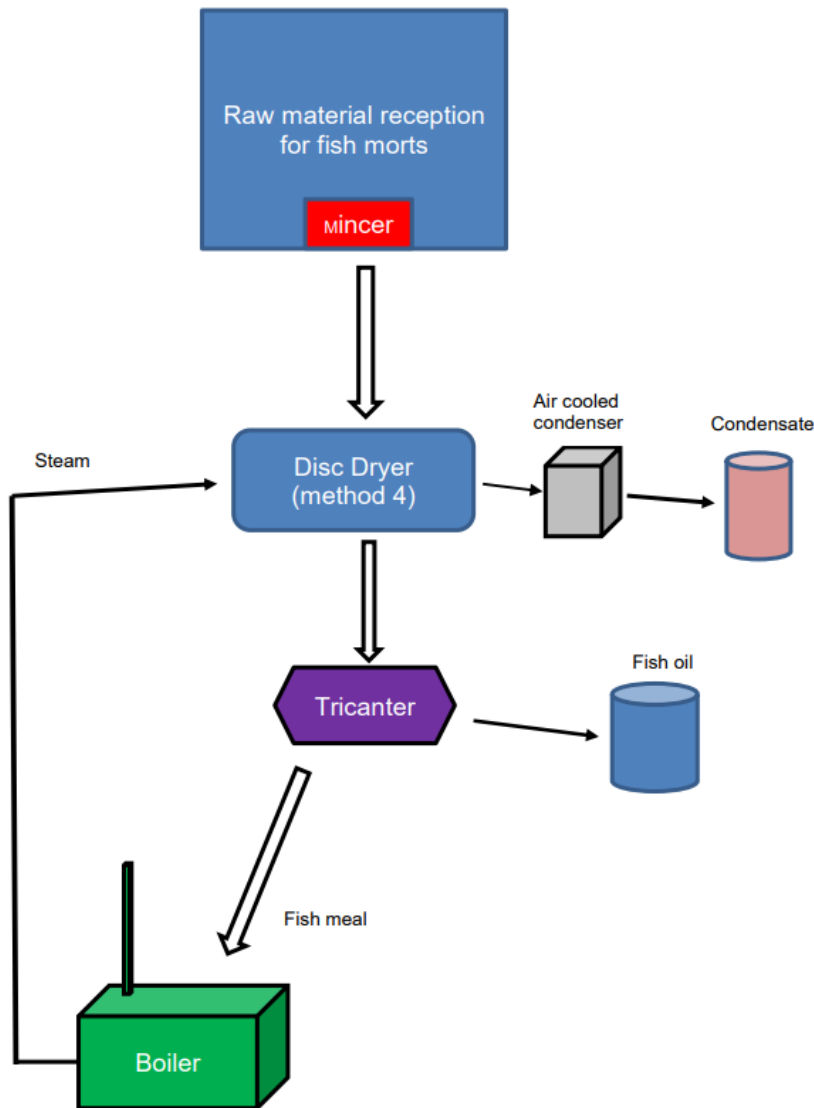 Raw material reception
for fish morts
Mincer
Air cooled
condenser
Condensate
Steam
Disc Dryer
(method 4)
Fish oil
Tricanter
Fish meal
Boiler